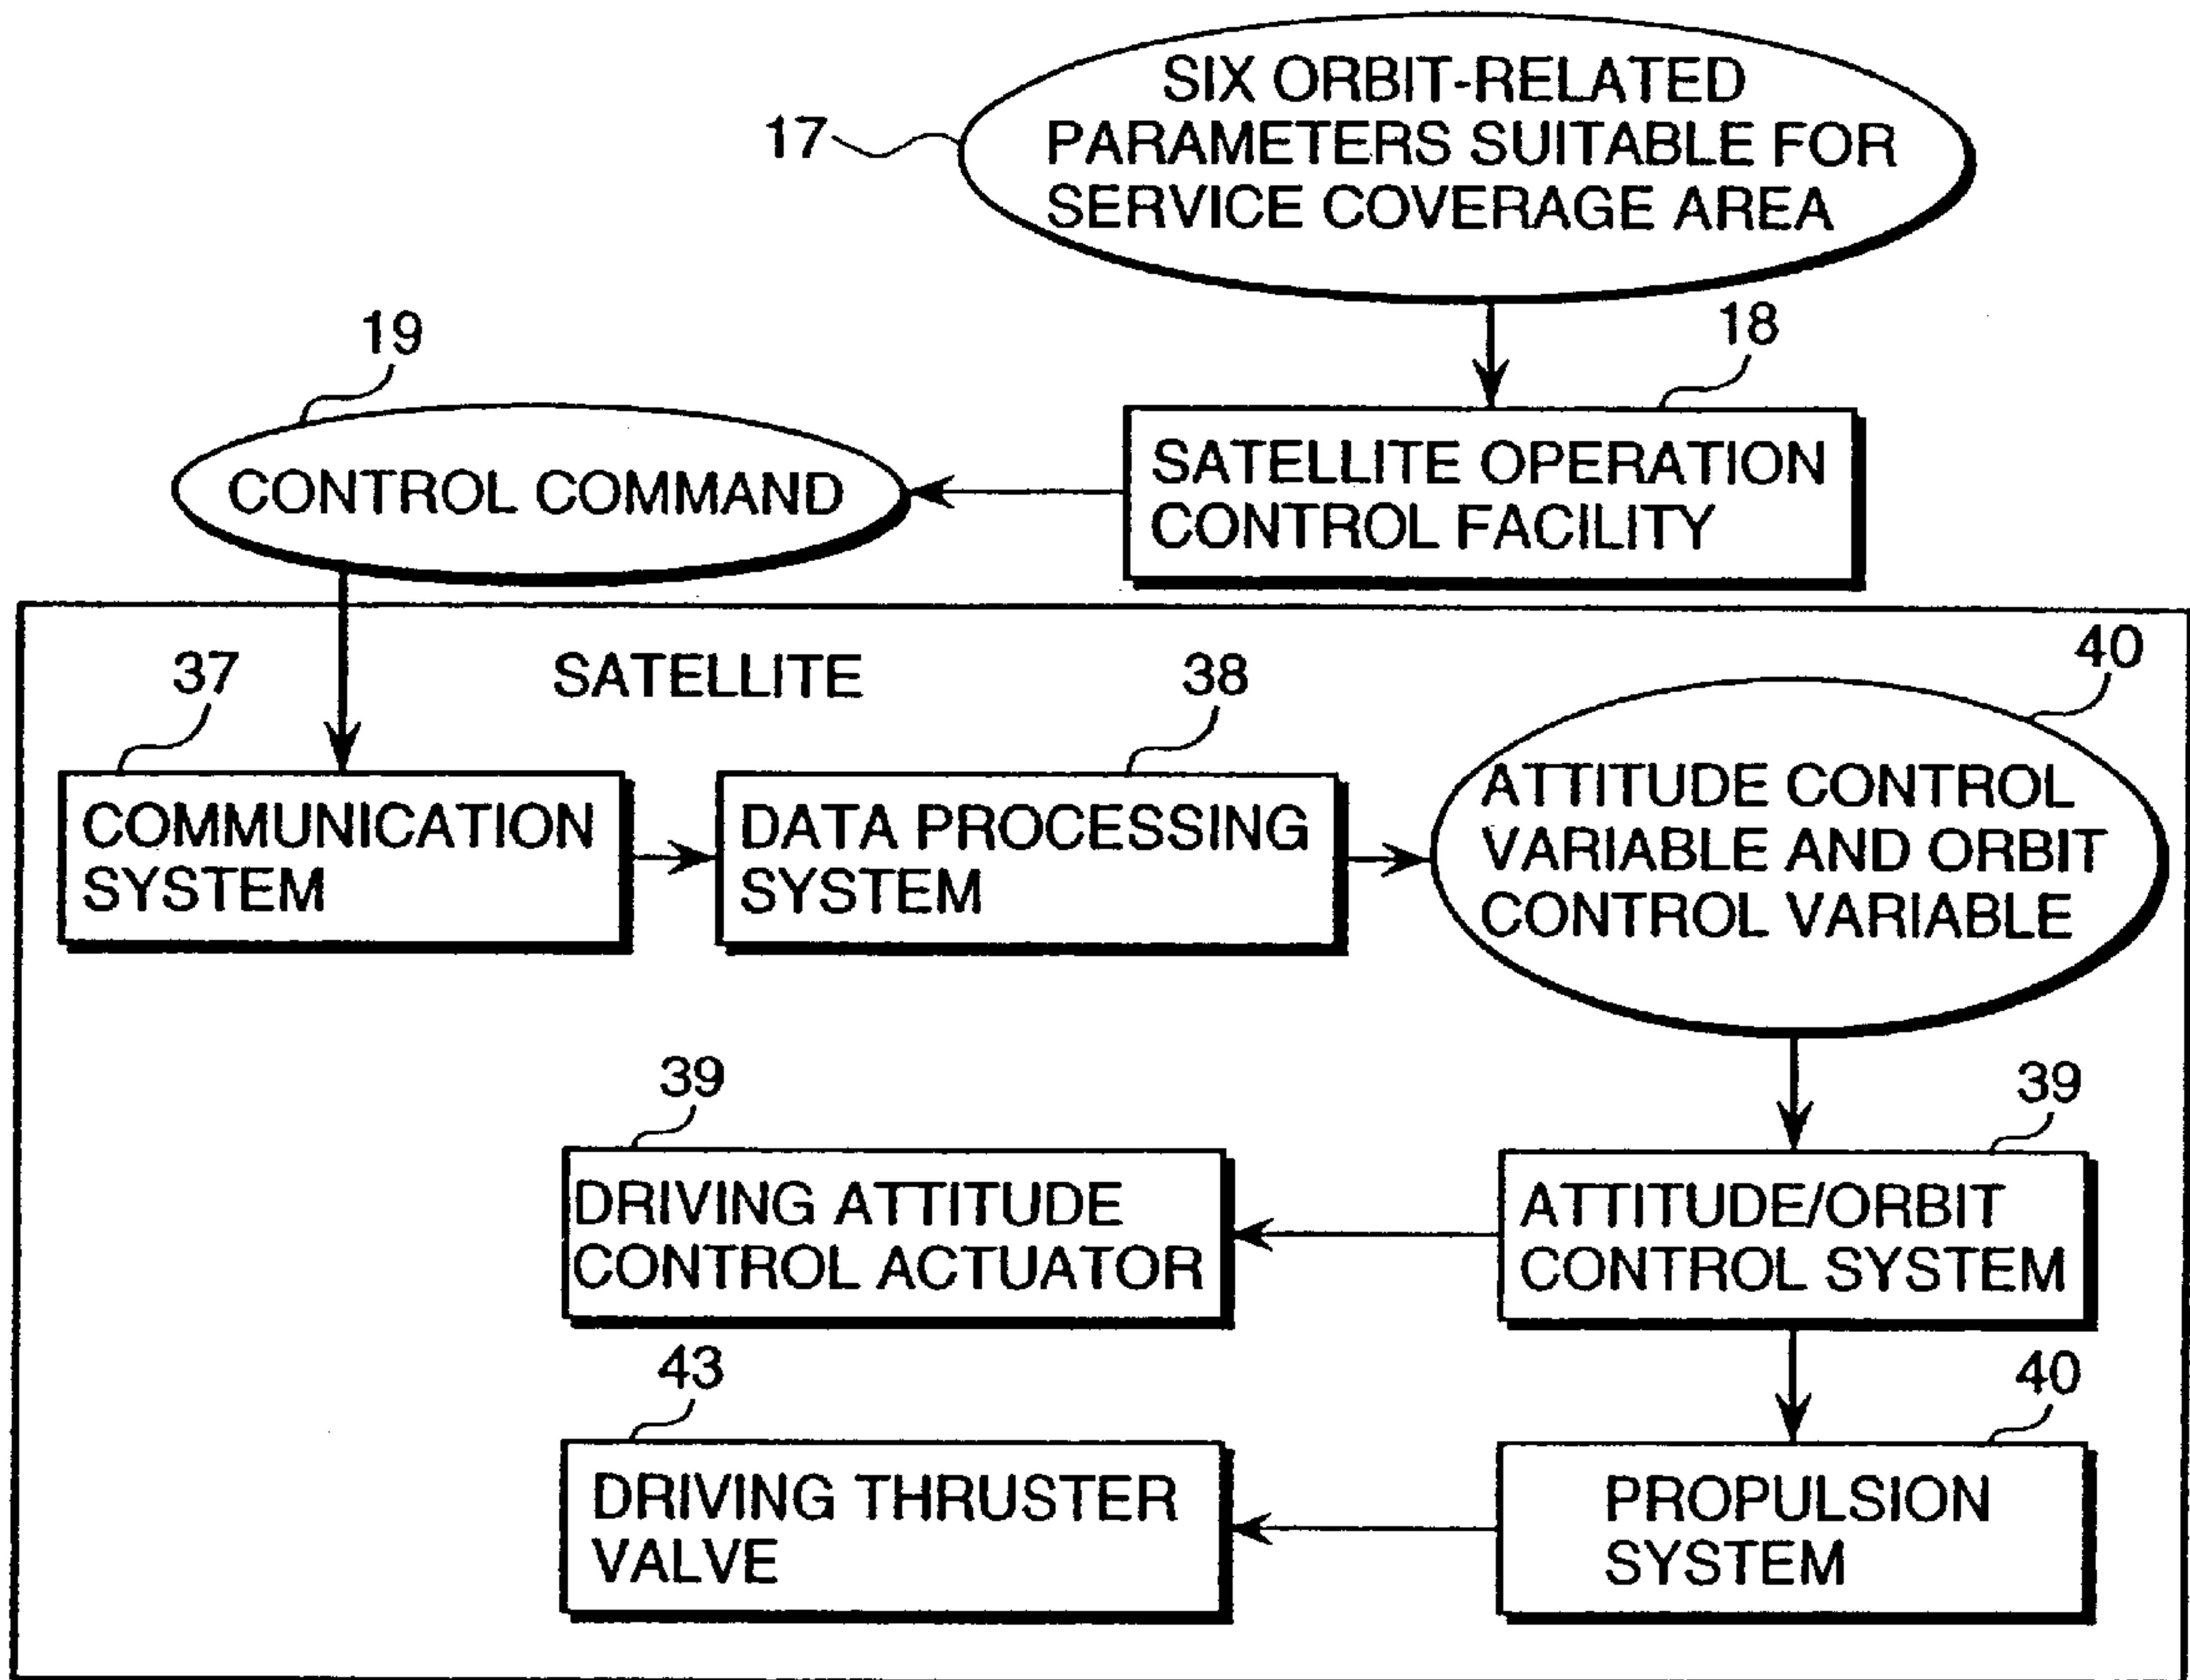 SIX ORBIT-RELATED
PARAMETERS SUITABLE FOR
SERVICE COVERAGE AREA
17
18
19
SATELLITE OPERATION
CONTROL FACILITY
CONTROL COMMAND
SATELLITE
37
38
40
COMMUNICATION
SYSTEM
DATA PROCESSING
SYSTEM
ATTITUDE CONTROL
VARIABLE AND ORBIT
CONTROL VARIABLE
39
39
DRIVING ATTITUDE
CONTROL ACTUATOR
ATTITUDE/ORBIT
CONTROL SYSTEM
43
40
DRIVING THRUSTER
VALVE
PROPULSION
SYSTEM